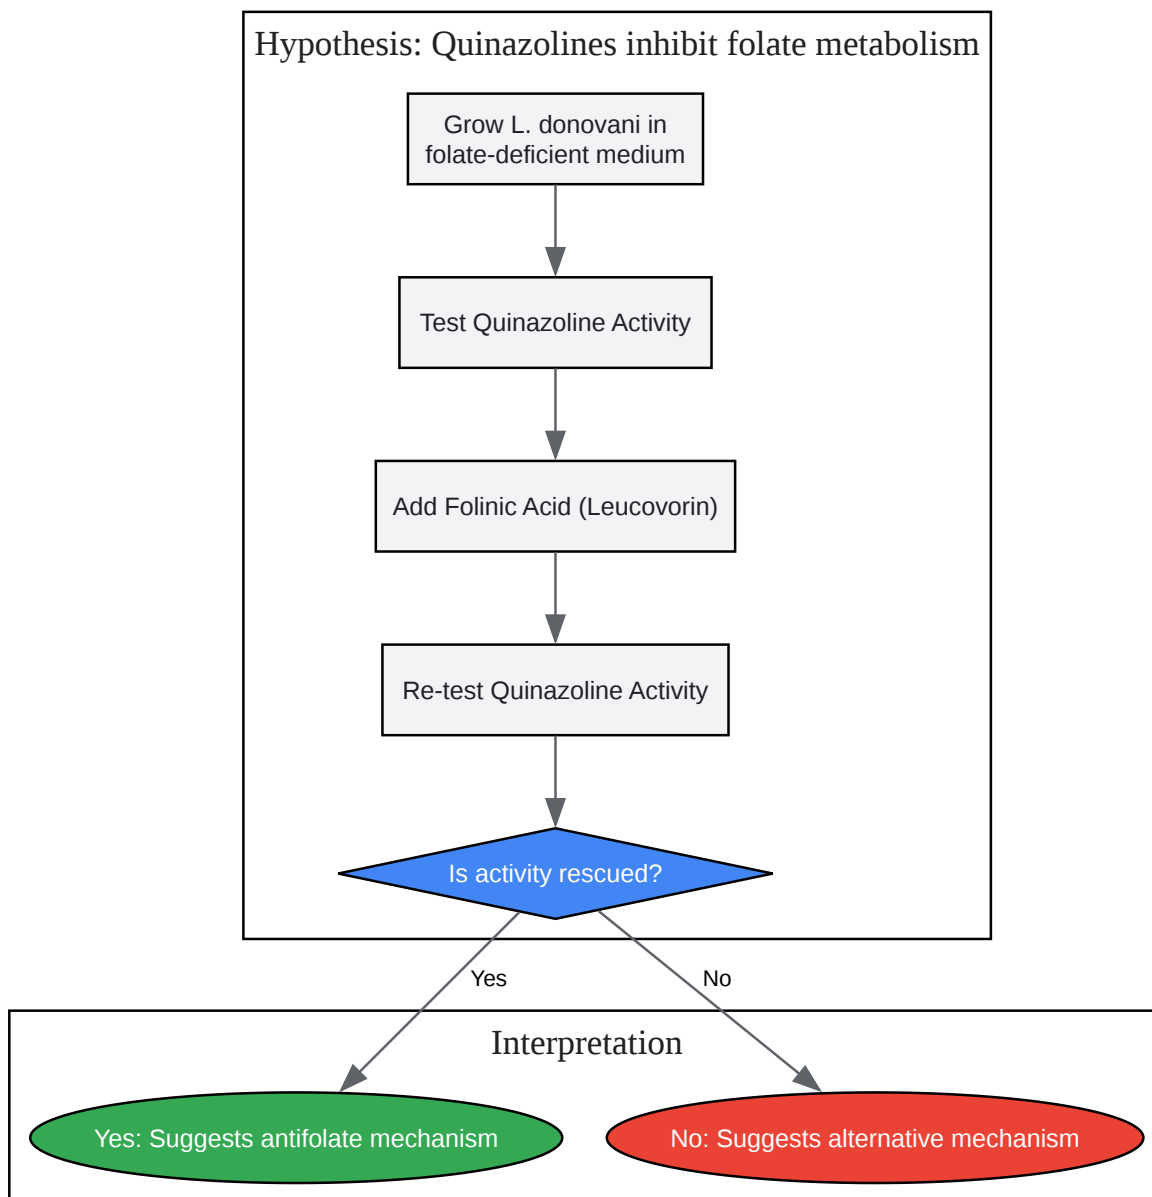 Hypothesis: Quinazolines inhibit folate metabolism
Grow L. donovani in
folate-deficient medium
Test Quinazoline Activity
Add Folinic Acid (Leucovorin)
Re-test Quinazoline Activity
Is activity rescued?
Yes
No
Interpretation
Yes: Suggests antifolate mechanism
No: Suggests alternative mechanism